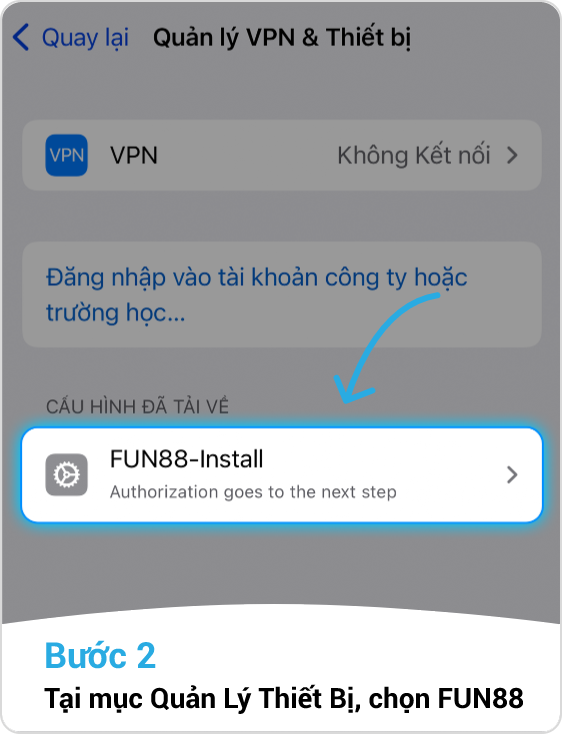 Quay lại Quản lý VPN & Thiết bị
VPN VPN Không Kết nối
Đăng nhập vào tài khoản công ty hoặc
trường học...
CẤU HÌNH ĐÃ TẢI VỀ
FUN88-Install
Authorization goes to the next step
Bước 2
Tại mục Quản Lý Thiết Bị, chọn FUN88